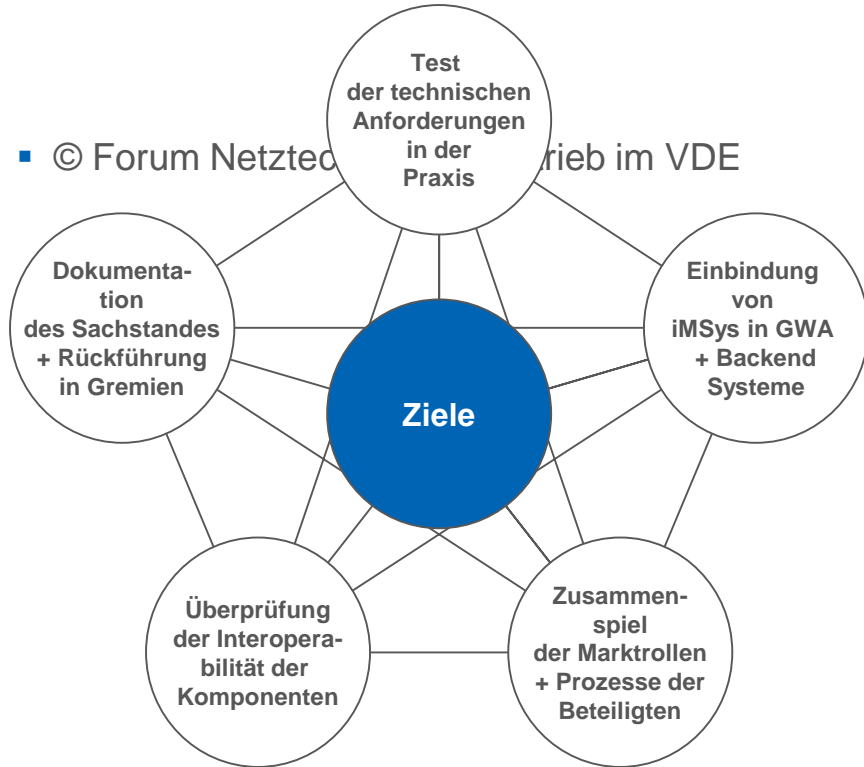 Test
der technischen
Anforderungen
in der
Praxis
© Forum Netztec rieb im VDE
Dokumenta-
tion
des Sachstandes
+ Rückführung
in Gremien
Einbindung
von
iMSys in GWA
+ Backend
Systeme
Ziele
Überprüfung
der Interopera-
bilität der
Komponenten
Zusammen-
spiel
der Marktrollen
+ Prozesse der
Beteiligten